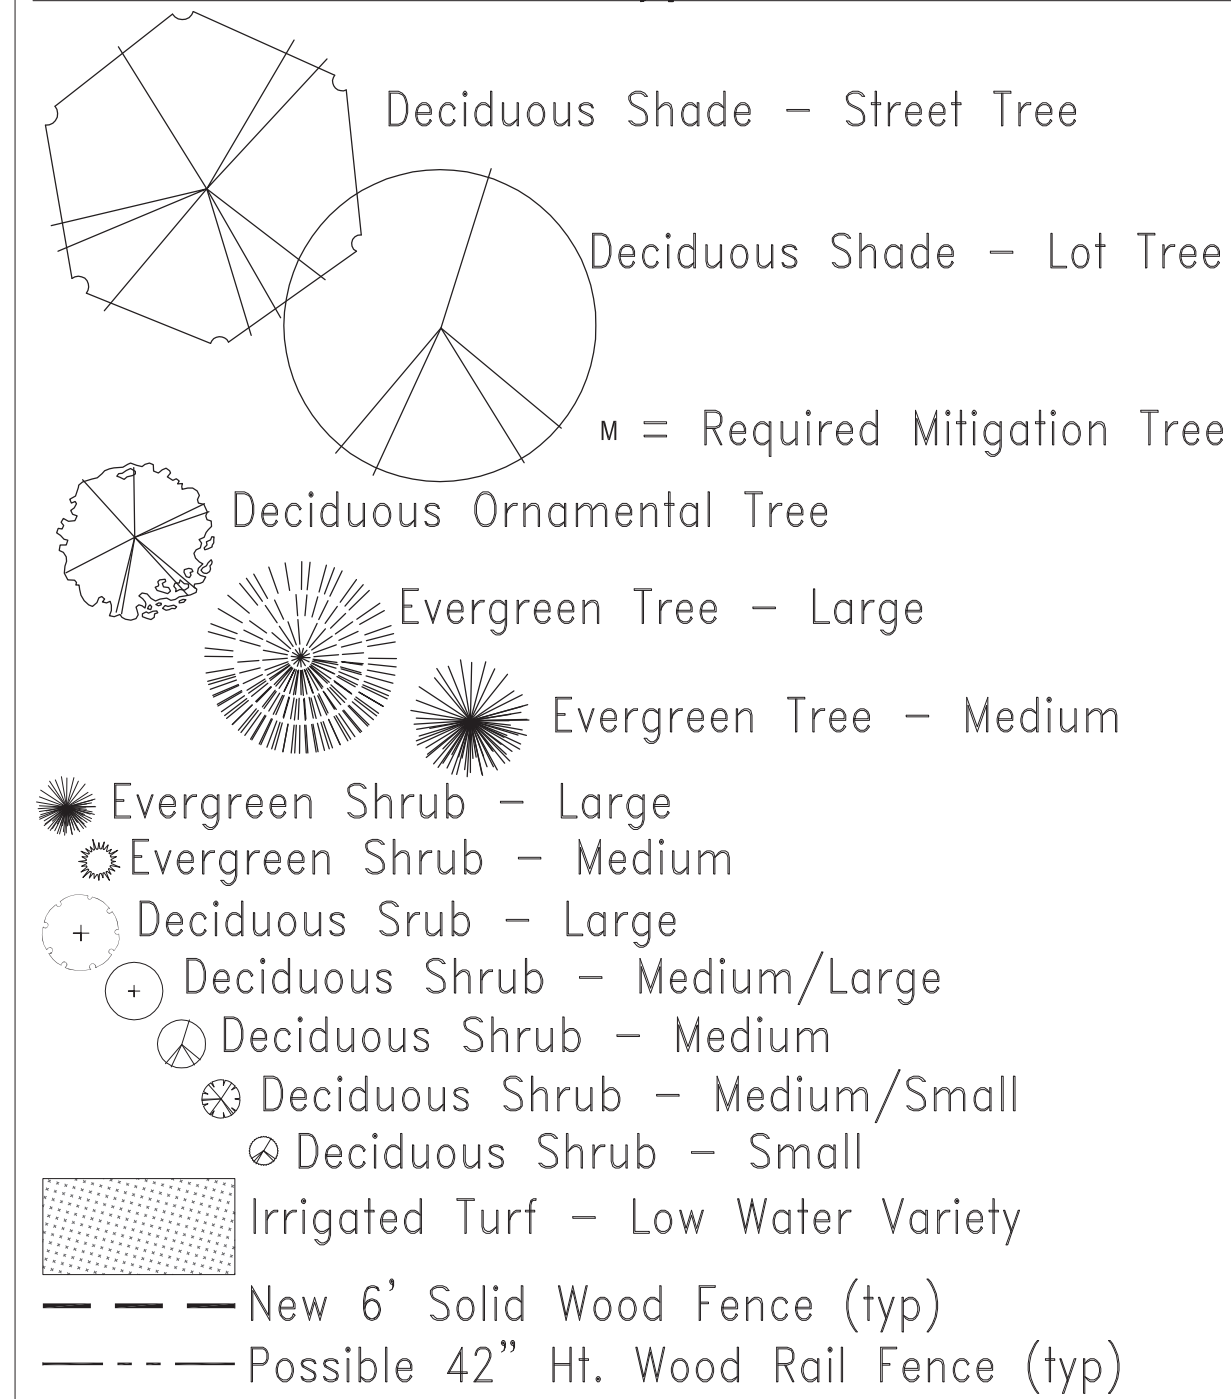 Deciduous Shade - Street Tree
Deciduous Shade - Lot Tree
M = Required Mitigation Tree
Deciduous Ornamental Tree
Evergreen Tree - Large
Evergreen Tree - Medium
Evergreen Shrub - Large
Evergreen Shrub - Medium
Deciduous Srub - Large
Deciduous Shrub - Medium/Large
Deciduous Shrub - Medium
Deciduous Shrub - Medium/Small
Deciduous Shrub - Small
Irrigated Turf - Low Water Variety
New 6' Solid Wood Fence (typ)
Possible 42" Ht. Wood Rail Fence (typ)